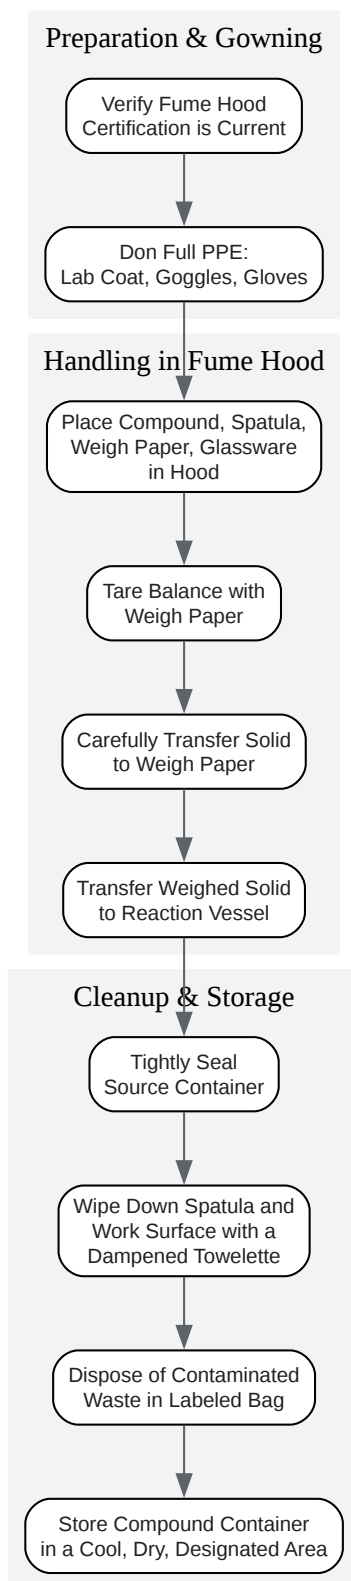 Preparation & Gowning
Verify Fume Hood
Certification is Current
Don Full PPE:
Lab Coat, Goggles, Gloves
Handling in Fume Hood
Place Compound, Spatula,
Weigh Paper, Glassware
in Hood
Tare Balance with
Weigh Paper
Carefully Transfer Solid
to Weigh Paper
Transfer Weighed Solid
to Reaction Vessel
Cleanup & Storage
Tightly Seal
Source Container
Wipe Down Spatula and
Work Surface with a
Dampened Towelette
Dispose of Contaminated
Waste in Labeled Bag
Store Compound Container
in a Cool, Dry, Designated Area